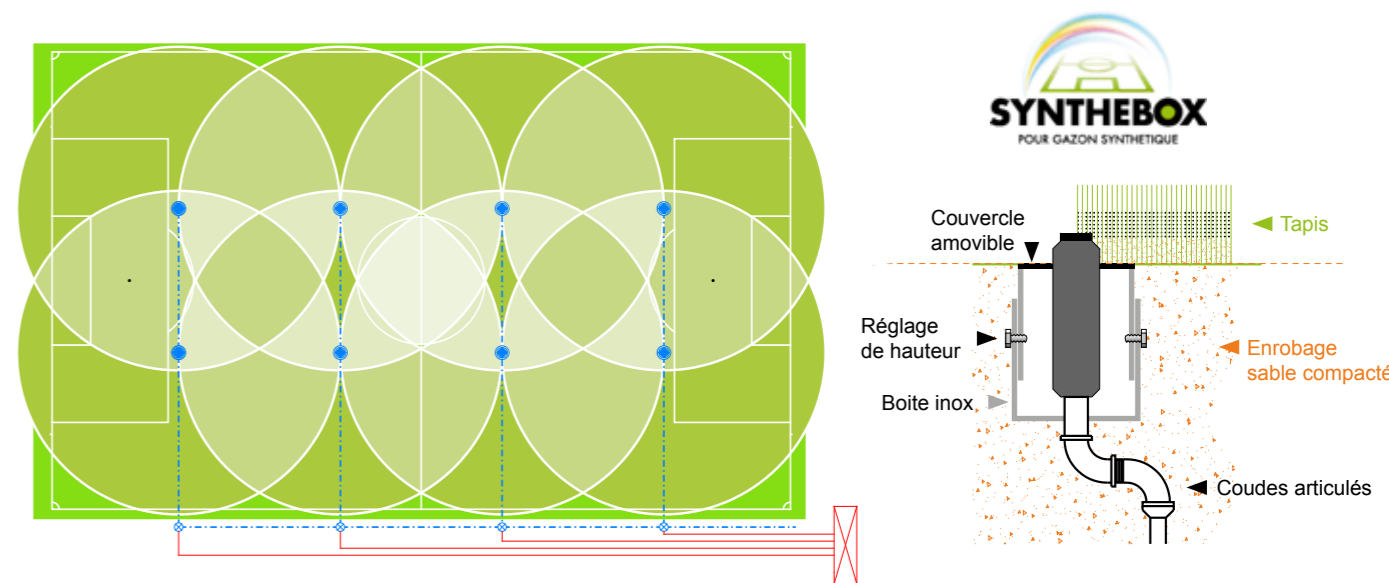 SYNTHEBOX
POUR GAZON SYNTHETIQUE
Couvercle
amovible
Tapis
Réglage
de hauteur
Enrobage
sable compacté
Boite inox
Coudes articulés